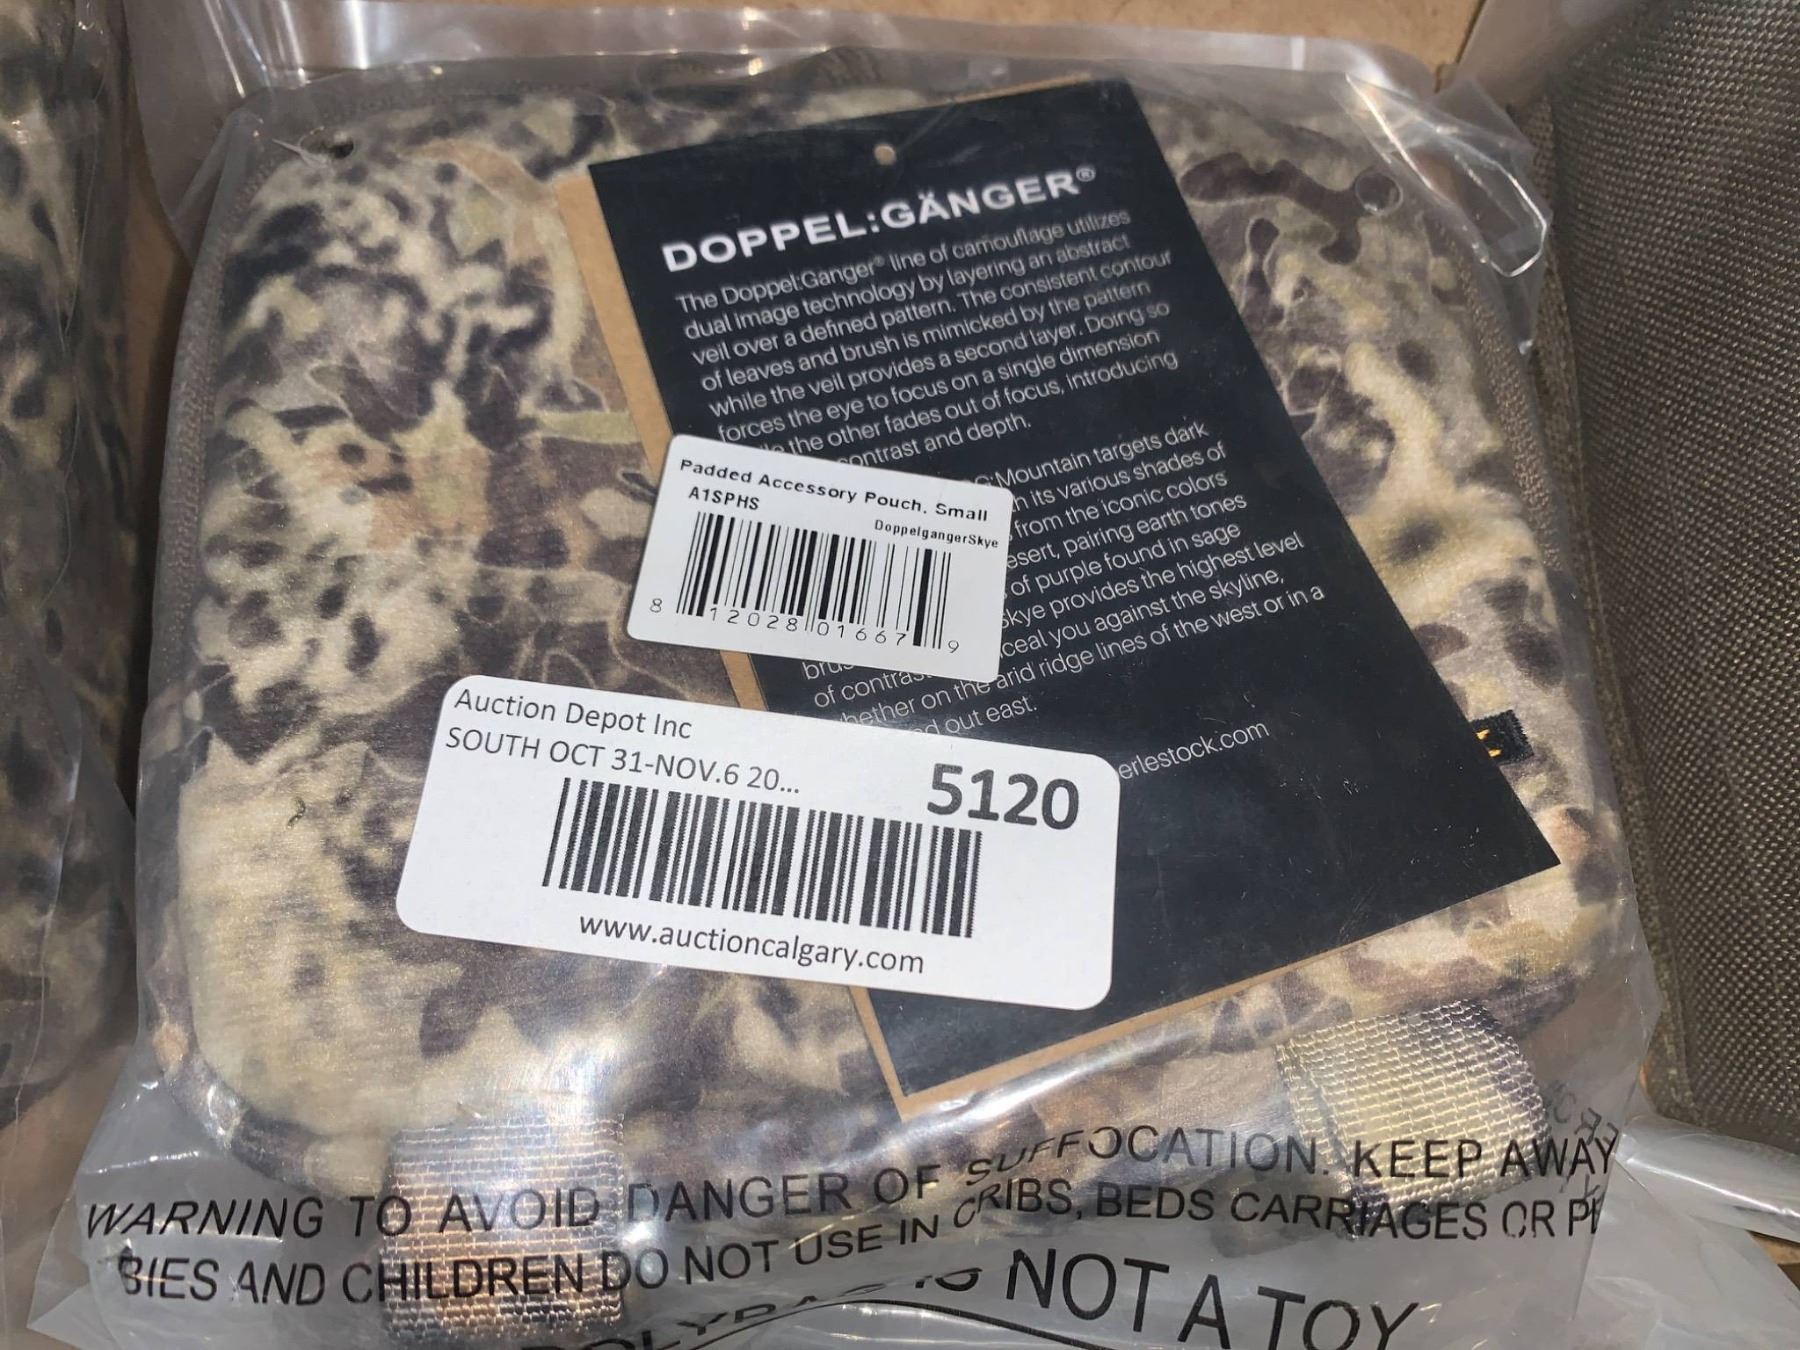 DOPPEL:GÄNGER®
The Doppel:Ganger® line of camouflage utilizes
dual image technology by layering an abstract
veil over a defined pattern. The consistent contour
of leaves and brush is mimicked by the pattern
while the veil provides a second layer. Doing so
forces the eye to focus on a single dimension
the other fades out of focus, introducing
contrast and depth.
:Mountain targets dark
in its various shades of
from the iconic colors
esert, pairing earth tones
of purple found in sage
Skye provides the highest level
ceal you against the skyline,
of contras
hether on the arid ridge lines of the west or in a
out east.
erlestock.com
Padded Accessory Pouch, Small
A1SPHS
DoppelgangerSkye
8 12028 01667 9
Auction Depot Inc
SOUTH OCT 31-NOV.6 20...
5120
www.auctioncalgary.com
WARNING TO AVOID DANGER OF SUFFOCATION. KEEP AWAY
BIES AND CHILDREN DO NOT USE IN CRIBS, BEDS CARRIAGES OR
IS NOT A TOY